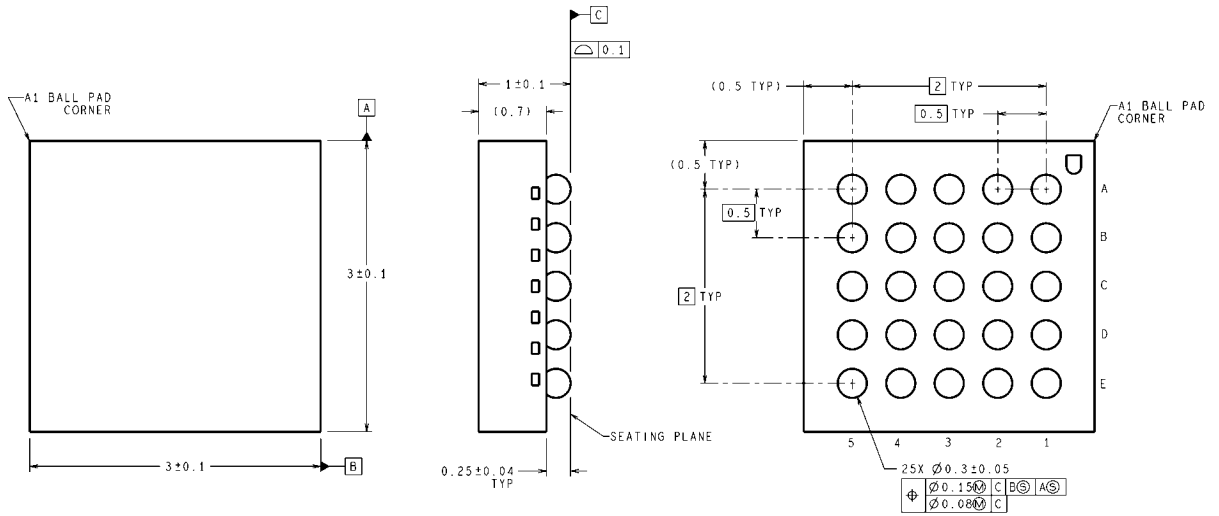 C
⌓ 0.1
1±0.1
(0.7)
A1 BALL PAD
CORNER
A
3±0.1
3±0.1
B
0.25±0.04
TYP
SEATING PLANE
(0.5 TYP)
2 TYP
0.5 TYP
A1 BALL PAD
CORNER
(0.5 TYP)
0.5 TYP
2 TYP
A
B
C
D
E
5 4 3 2 1
25X Ø0.3±0.05
⌖ Ø0.15Ⓜ C BⓈ AⓈ
Ø0.08Ⓜ C